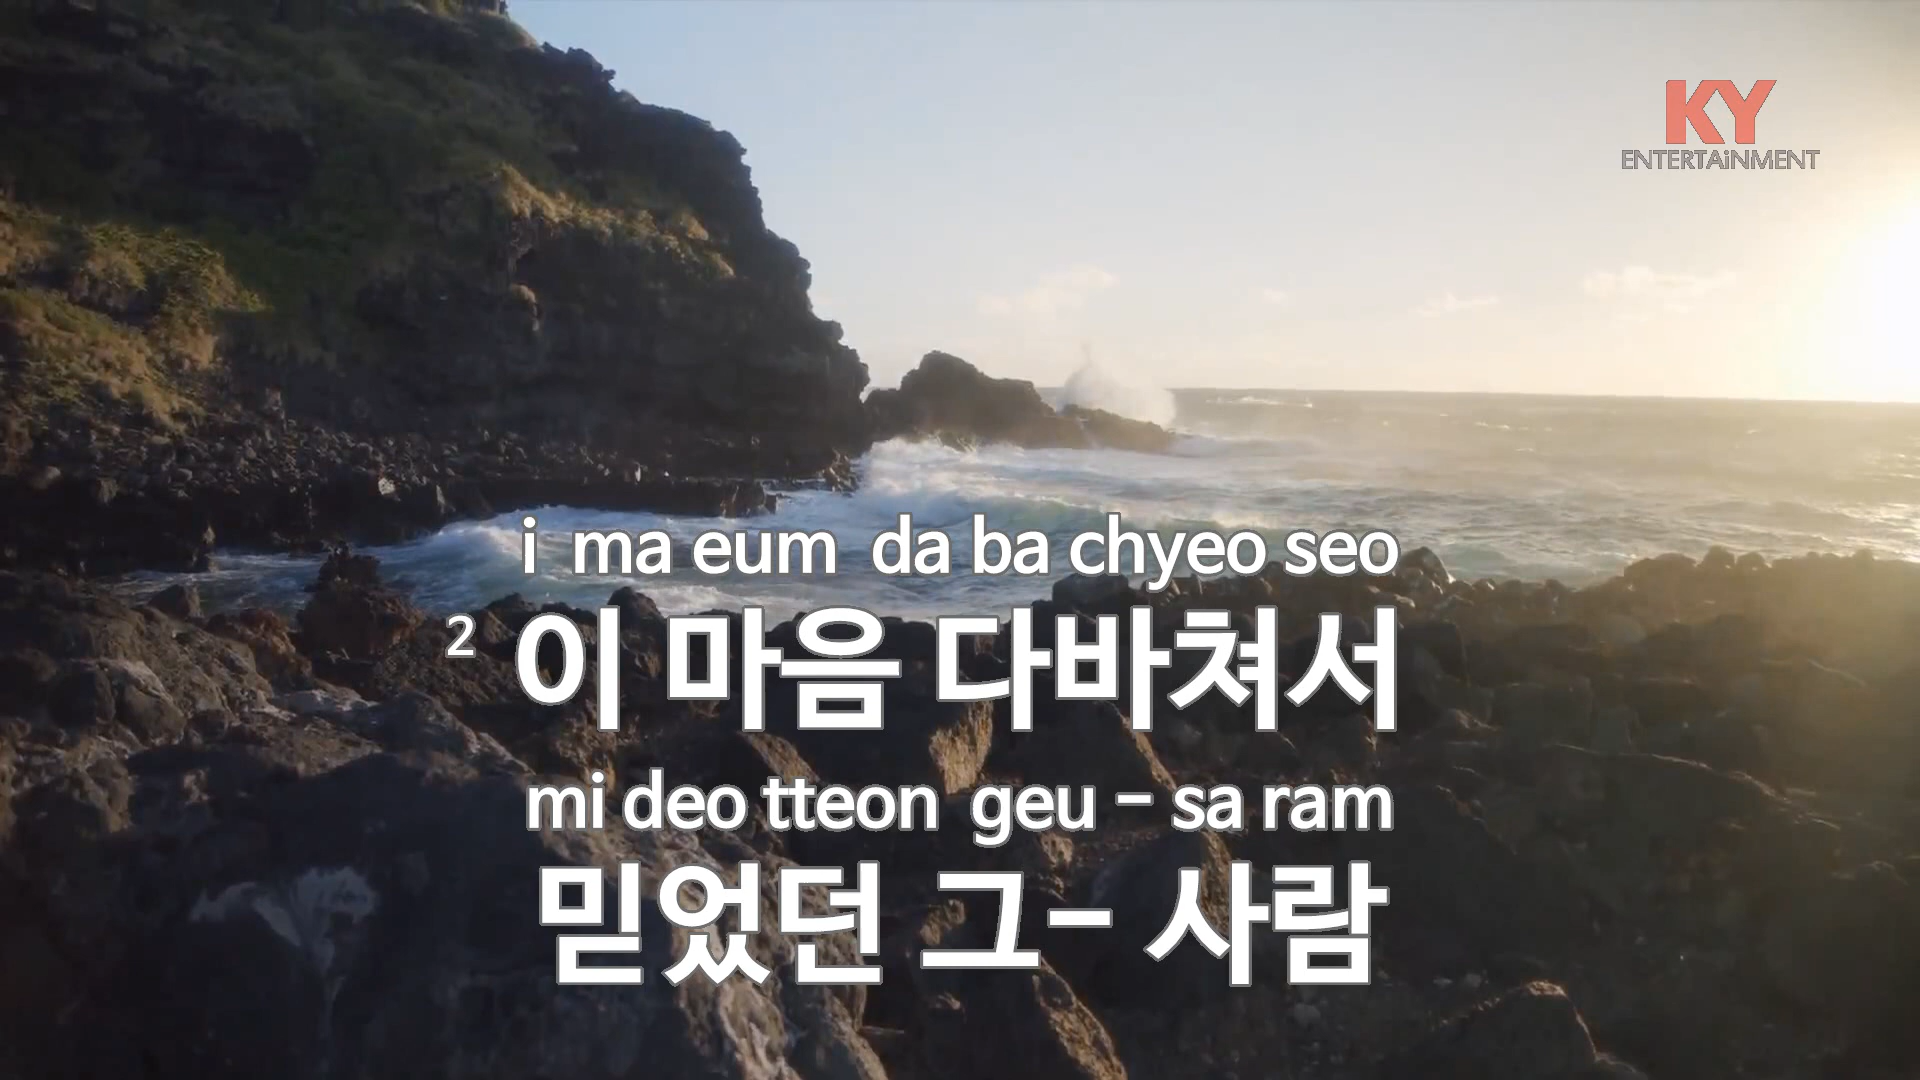 KY
ENTERTAiNMENT
i ma eum da ba chyeo seo
2 이 마음 다바쳐서
mi deo tteon geu - sa ram
믿었던 그- 사람